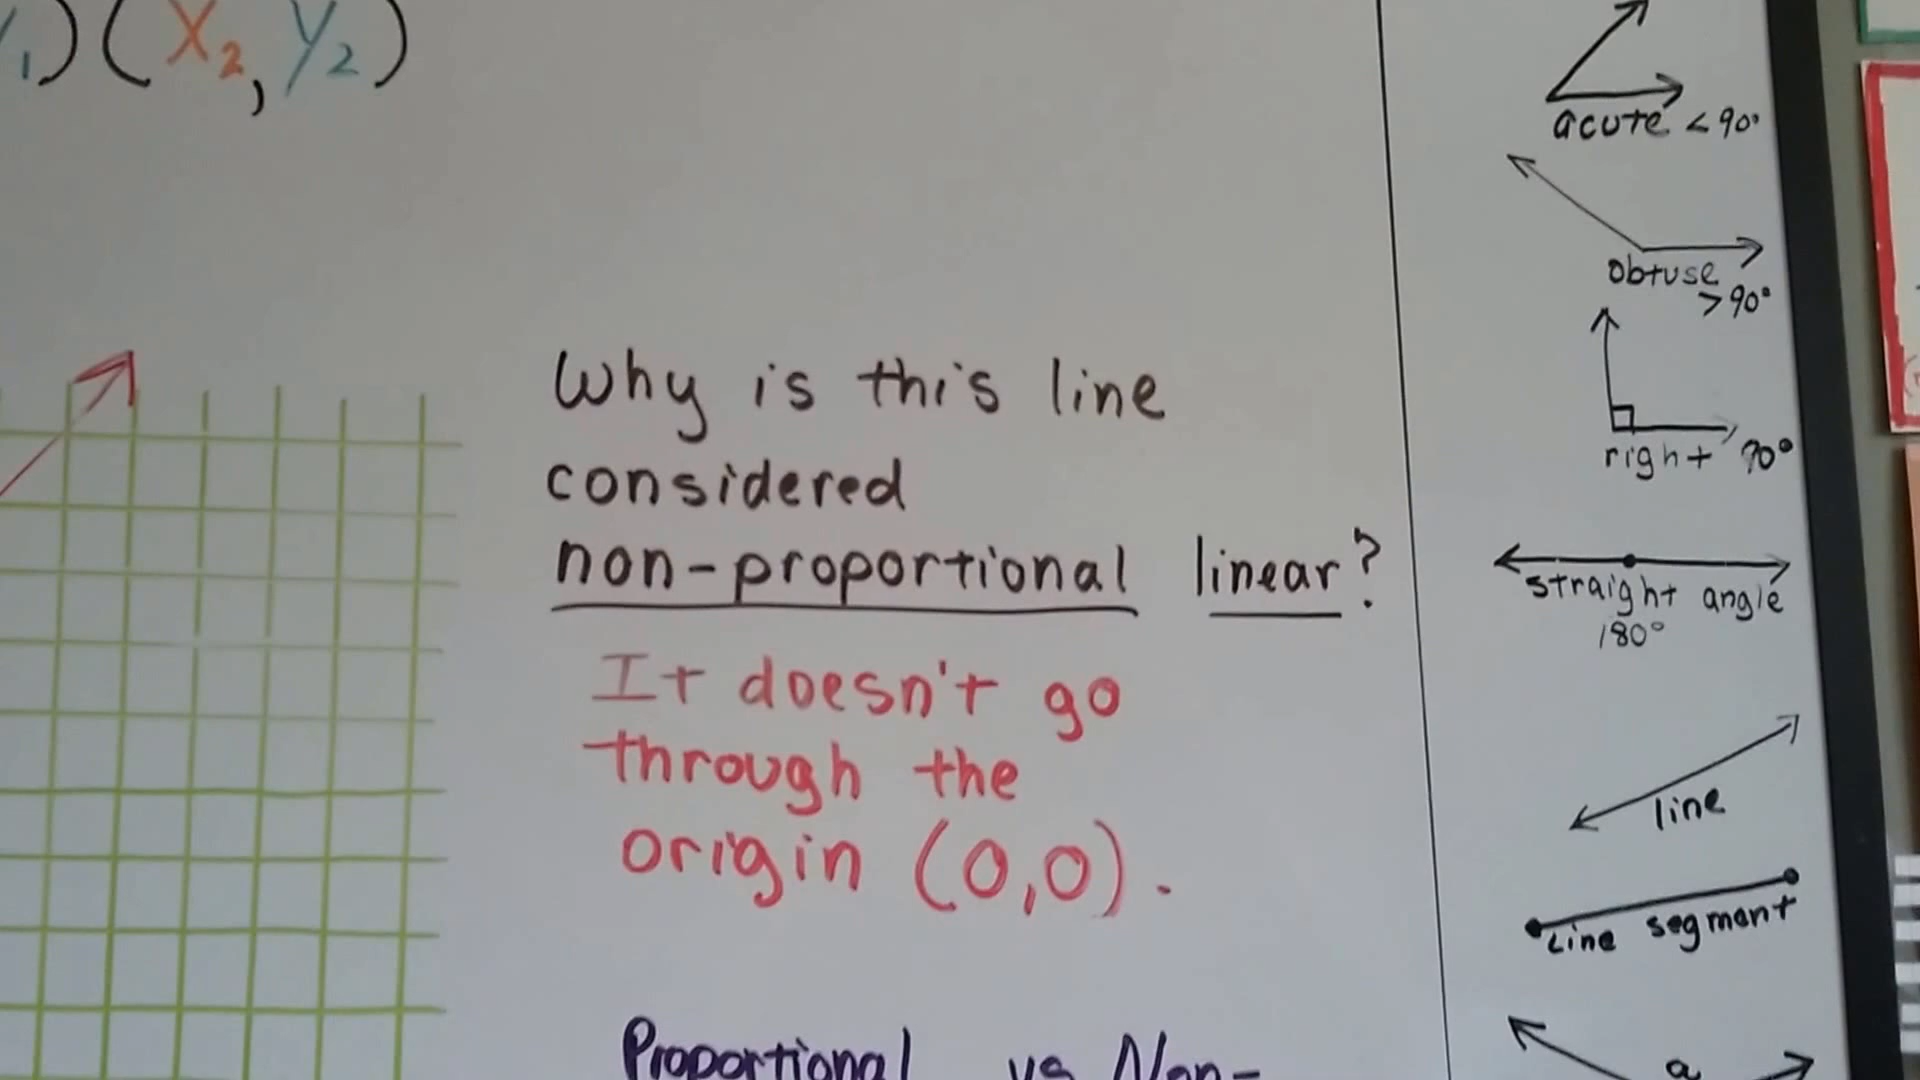 1) (X2, Y2)
Why is this line
considered
non-proportional linear?
It doesn't go
through the
origin (0,0).
Proportional vs Non-
acute <90°
obtuse
>90°
right 90°
straight angle
180°
line
Line segment
a